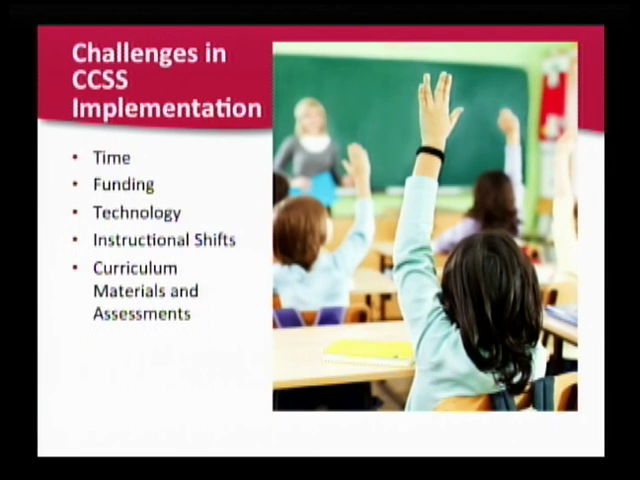 Challenges in
CCSS
Implementation
• Time
• Funding
• Technology
• Instructional Shifts
• Curriculum
Materials and
Assessments